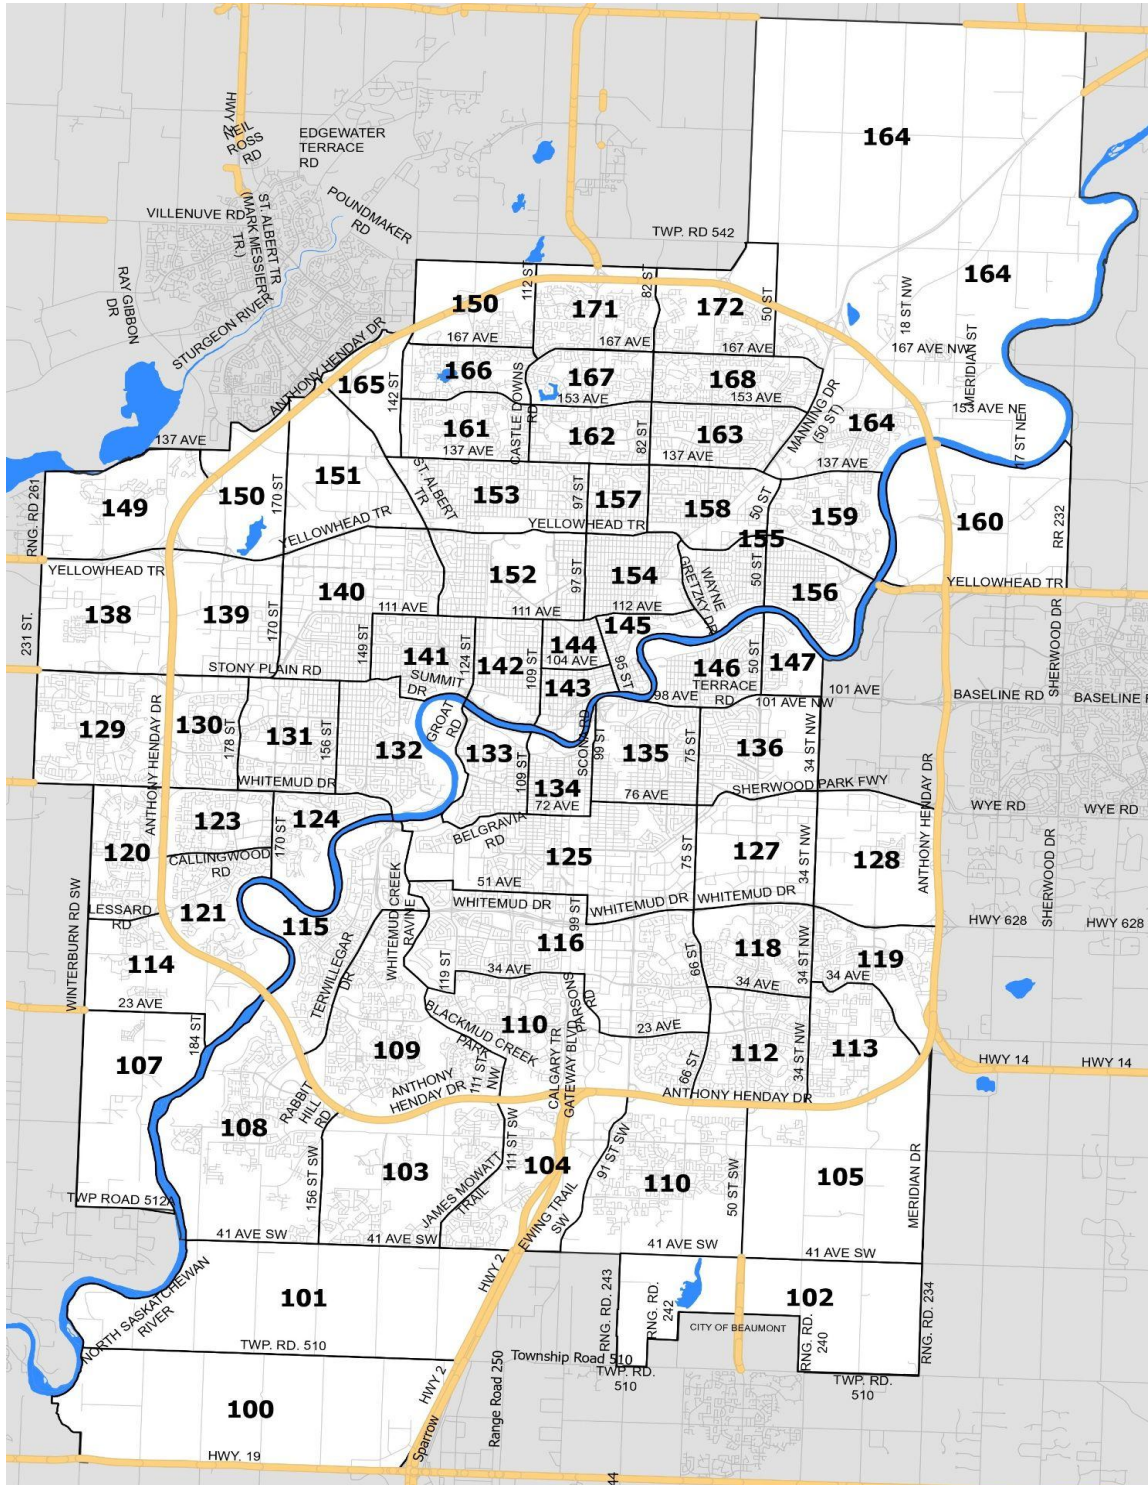 164
HWY 2
NEIL
ROSS
RD
EDGEWATER
TERRACE
RD
POUNDMAKER
RD
VILLENUVE RD
ST. ALBERT TR
(MARK MESSIER
TR.)
RAY GIBBON
DR
STURGEON RIVER
ANTHONY HENDAY DR
TWP. RD 542
112 ST
82 ST
50 ST
18 ST NW
164
150
171
172
167 AVE
167 AVE
167 AVE
167 AVE NW
MERIDIAN ST
165
142 ST
166
CASTLE DOWNS
RD
167
168
153 AVE
153 AVE
153 AVE NE
17 ST NE
MANNING DR
(50 ST)
164
137 AVE
161
137 AVE
162
82 ST
163
137 AVE
137 AVE
RNG. RD 261
149
150
170 ST
151
ST. ALBERT
TR
153
97 ST
157
158
50 ST
159
160
RR 232
YELLOWHEAD TR
YELLOWHEAD TR
155
YELLOWHEAD TR
YELLOWHEAD TR
231 ST.
138
139
170 ST
140
111 AVE
152
111 AVE
97 ST
154
112 AVE
WAYNE
GRETZKY DR
50 ST
156
149 ST
141
SUMMIT
DR
124 ST
142
109 ST
144
104 AVE
143
145
95 ST
146
TERRACE
RD
50 ST
147
98 AVE
101 AVE NW
101 AVE
SHERWOOD DR
BASELINE RD
BASELINE R
STONY PLAIN RD
129
ANTHONY HENDAY DR
130
178 ST
131
156 ST
132
GROAT
RD
133
109 ST
134
72 AVE
SCONA RD
99 ST
135
76 AVE
75 ST
136
34 ST NW
SHERWOOD PARK FWY
ANTHONY HENDAY DR
WYE RD
WYE RD
WHITEMUD DR
120
123
CALLINGWOOD
RD
170 ST
124
BELGRAVIA
RD
125
51 AVE
75 ST
127
34 ST NW
128
SHERWOOD DR
WINTERBURN RD SW
LESSARD
RD
121
115
TERWILLEGAR
DR
WHITEMUD CREEK
RAVINE
WHITEMUD DR
WHITEMUD DR
WHITEMUD DR
99 ST
116
66 ST
118
34 ST NW
119
HWY 628
HWY 628
114
23 AVE
119 ST
34 AVE
34 AVE
34 AVE
184 ST
107
109
BLACKMUD CREEK
PARK
110
CALGARY TR
GATEWAY BLVD
PARSONS
RD
23 AVE
66 ST
112
34 ST NW
113
HWY 14
HWY 14
108
RABBIT
HILL
RD
ANTHONY
HENDAY DR
111 ST
NW
ANTHONY HENDAY DR
TWP ROAD 512A
156 ST SW
103
JAMES MOWATT
TRAIL
111 ST SW
104
EWING TRAIL
SW
91 ST SW
110
50 ST SW
105
MERIDIAN DR
41 AVE SW
41 AVE SW
41 AVE SW
41 AVE SW
NORTH SASKATCHEWAN
RIVER
101
HWY 2
RNG. RD. 243
RNG. RD.
242
102
CITY OF BEAUMONT
RNG. RD.
240
RNG. RD. 234
TWP. RD. 510
Township Road 510
TWP. RD.
510
TWP. RD.
510
100
HWY 2
Sparrow
Range Road 250
HWY. 19
44